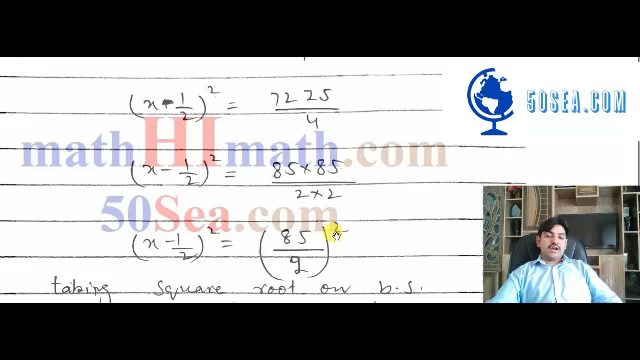 (x - 1/2)² = 7225/4
50SEA.COM
mathHImath.com
(x - 1/2)² = 85×85/2×2
50Sea.com
(x - 1/2)² = (85/2)²
taking square root on b.s.